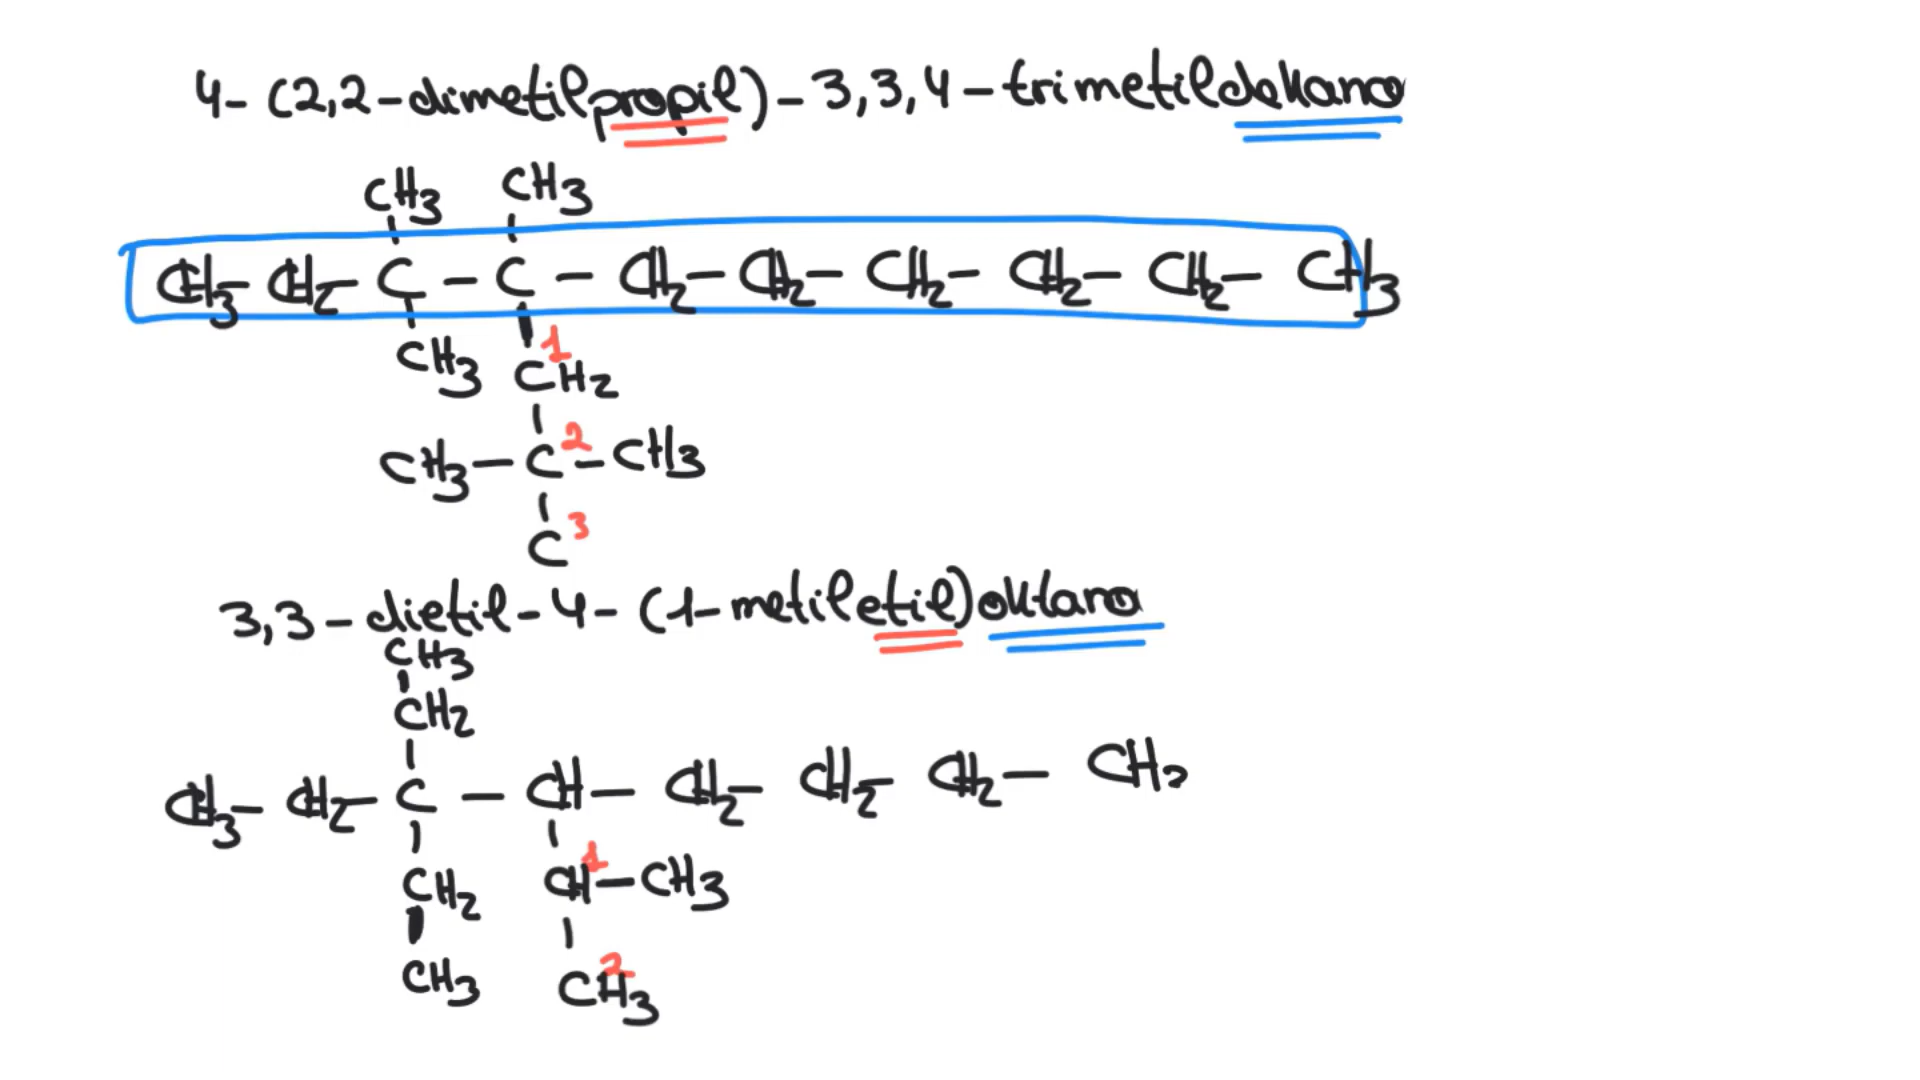 4-(2,2-dimetilpropil)-3,3,4-trimetildekano
CH3 CH3
CH3-CH2-C-C-CH2-CH2-CH2-CH2-CH2-CH3
1
CH3 CH2
2
CH3-C-CH3
3
C
3,3-dietil-4-(1-metiletil)oktano
CH3
CH2
CH3-CH2-C-CH-CH2-CH2-CH2-CH3
1
CH2 CH-CH3
2
CH3 CH3